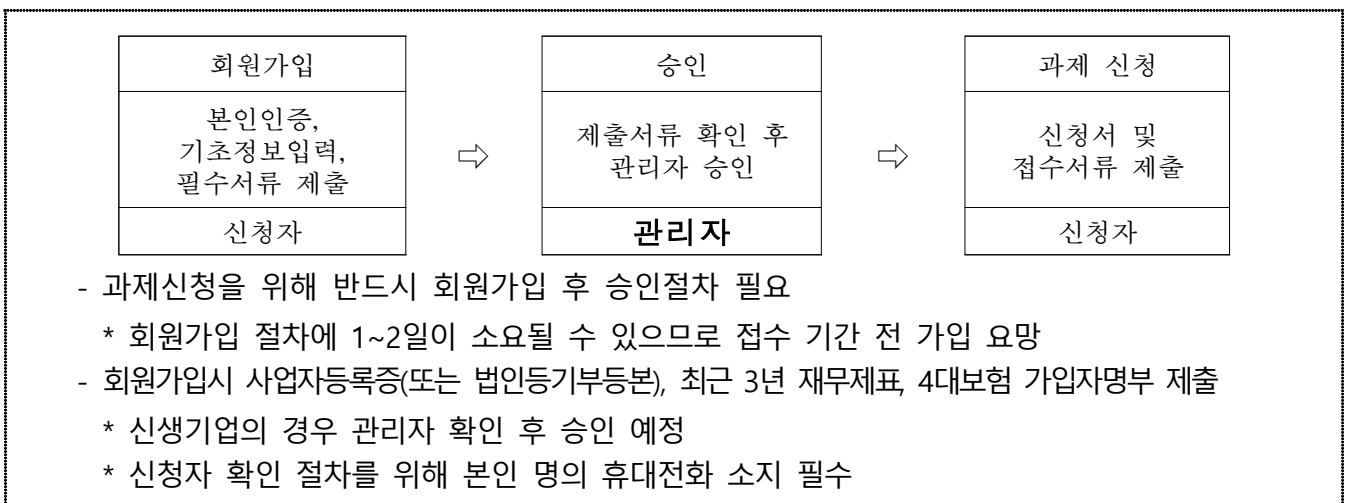 회원가입
본인인증,
기초정보입력,
필수서류 제출
신청자
⇨
승인
제출서류 확인 후
관리자 승인
관리자
⇨
과제 신청
신청서 및
접수서류 제출
신청자
- 과제신청을 위해 반드시 회원가입 후 승인절차 필요
* 회원가입 절차에 1~2일이 소요될 수 있으므로 접수 기간 전 가입 요망
- 회원가입시 사업자등록증(또는 법인등기부등본), 최근 3년 재무제표, 4대보험 가입자명부 제출
* 신생기업의 경우 관리자 확인 후 승인 예정
* 신청자 확인 절차를 위해 본인 명의 휴대전화 소지 필수